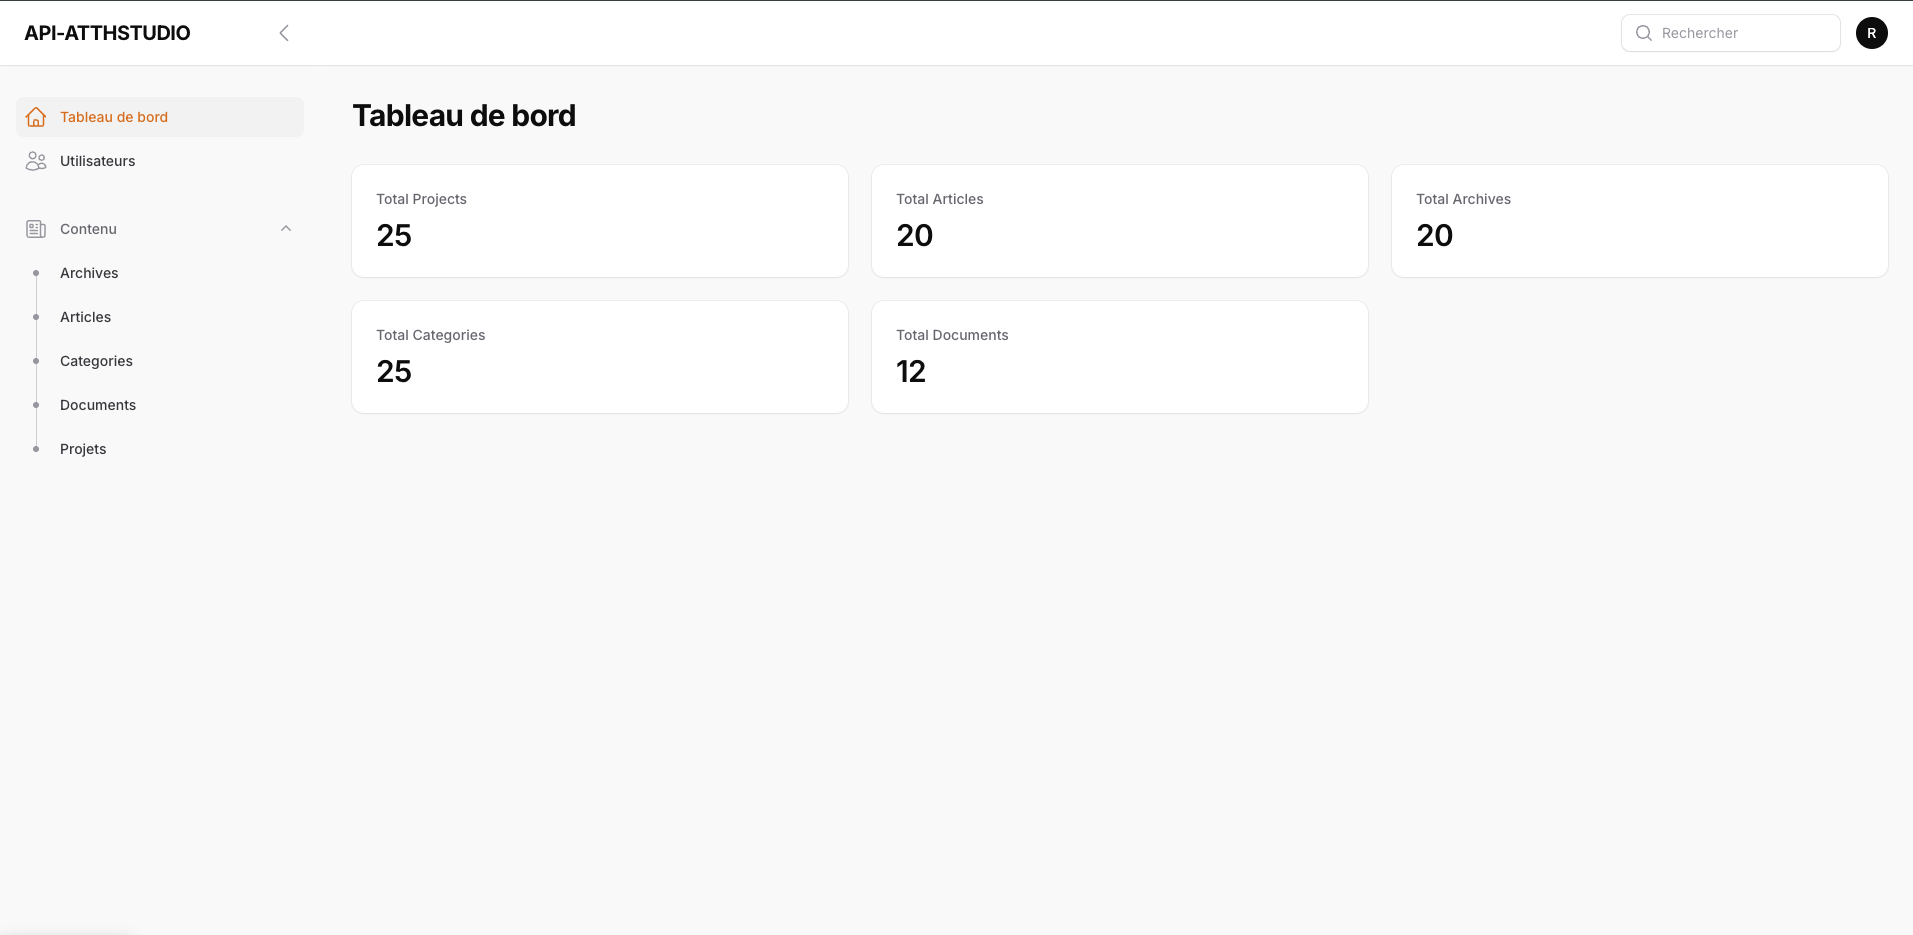 API-ATTHSTUDIO
Rechercher
R
Tableau de bord
Utilisateurs
Contenu
Archives
Articles
Categories
Documents
Projets
Tableau de bord
Total Projects
25
Total Articles
20
Total Archives
20
Total Categories
25
Total Documents
12